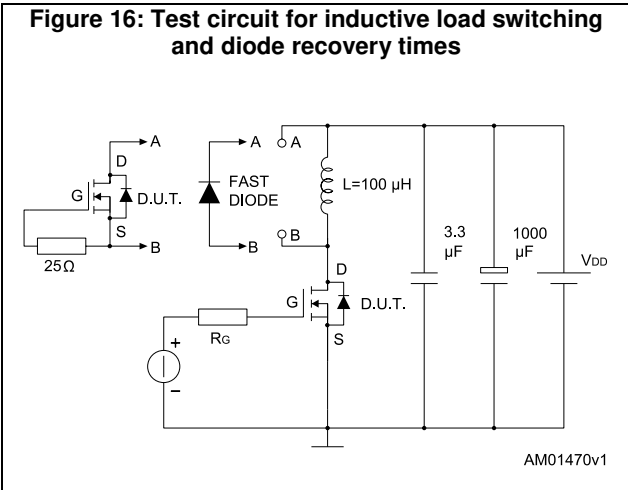 Figure 16: Test circuit for inductive load switching
and diode recovery times
A
D
G
D.U.T.
S
B
25Ω
A
FAST
DIODE
B
A
L=100 µH
B
D
G
D.U.T.
S
RG
+
−
3.3
µF
1000
µF
VDD
AM01470v1